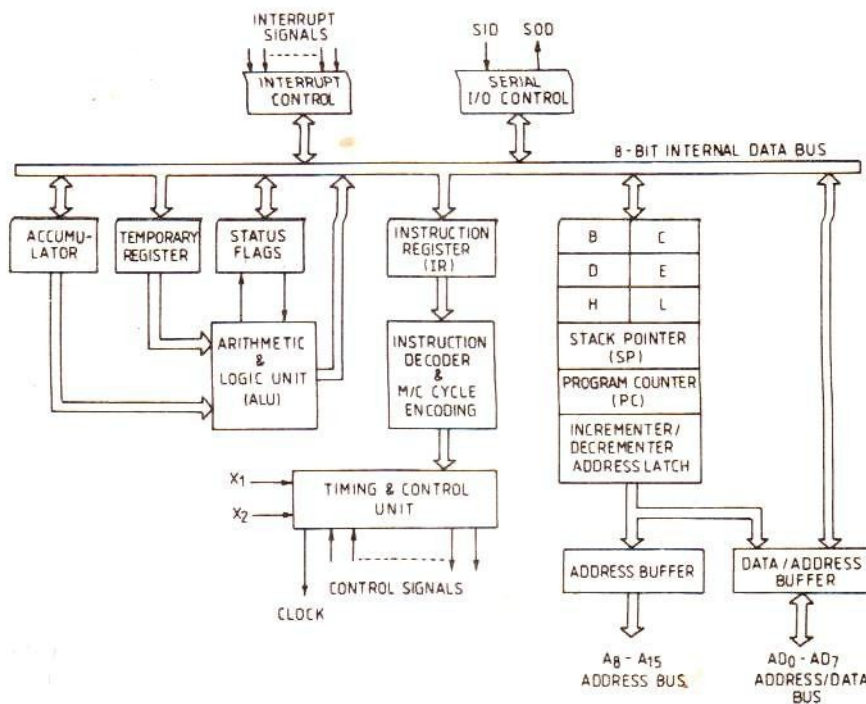 INTERRUPT
SIGNALS
SID
SOD
INTERRUPT
CONTROL
SERIAL
I/O CONTROL
8-BIT INTERNAL DATA BUS
ACCUMU-
LATOR
TEMPORARY
REGISTER
STATUS
FLAGS
INSTRUCTION
REGISTER
(IR)
B
C
D
E
H
L
ARITHMETIC
&
LOGIC UNIT
(ALU)
INSTRUCTION
DECODER
&
M/C CYCLE
ENCODING
STACK POINTER
(SP)
PROGRAM COUNTER
(PC)
INCREMENTER/
DECREMENTER
ADDRESS LATCH
X1
X2
TIMING & CONTROL
UNIT
CONTROL SIGNALS
CLOCK
ADDRESS BUFFER
DATA/ADDRESS
BUFFER
A8 - A15
ADDRESS BUS
AD0 - AD7
ADDRESS/DATA
BUS